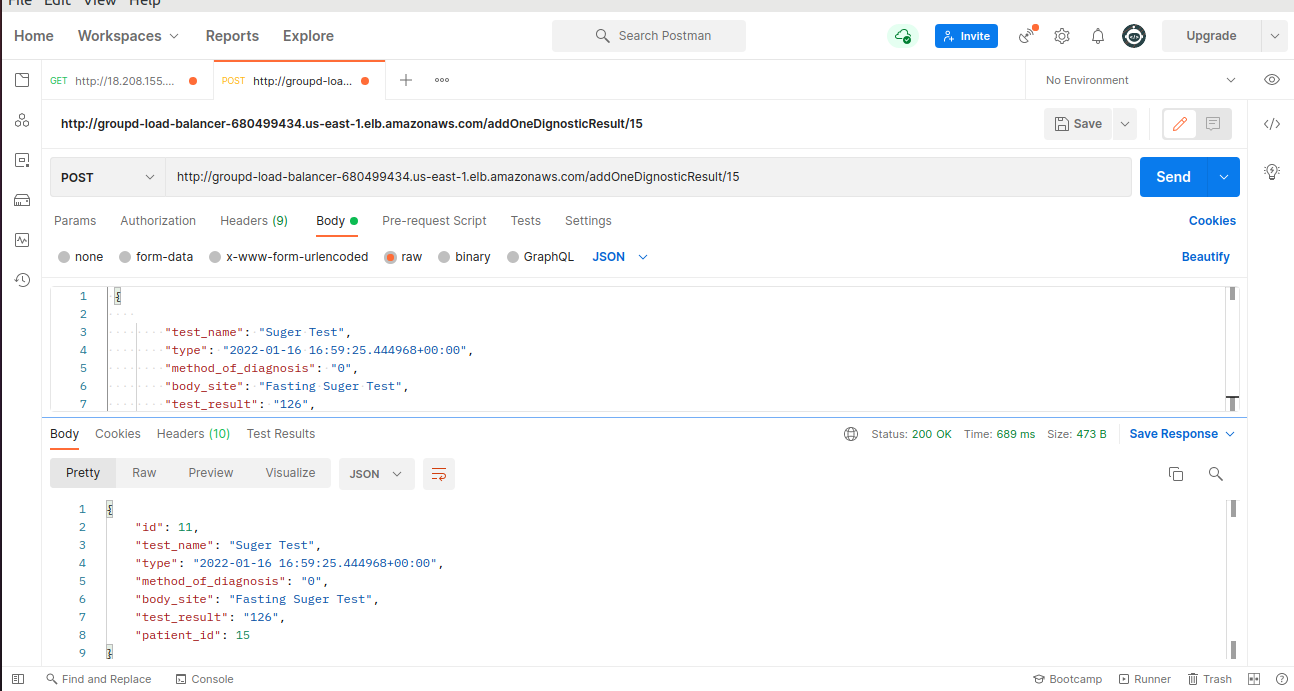 File Edit View Help
Home Workspaces Reports Explore Search Postman Invite Upgrade
GET http://18.208.155.... POST http://groupd-loa... No Environment
http://groupd-load-balancer-680499434.us-east-1.elb.amazonaws.com/addOneDignosticResult/15 Save
POST http://groupd-load-balancer-680499434.us-east-1.elb.amazonaws.com/addOneDignosticResult/15 Send
Params Authorization Headers (9) Body Pre-request Script Tests Settings Cookies
none form-data x-www-form-urlencoded raw binary GraphQL JSON Beautify
1 {
2
3 "test_name": "Suger Test",
4 "type": "2022-01-16 16:59:25.444968+00:00",
5 "method_of_diagnosis": "0",
6 "body_site": "Fasting Suger Test",
7 "test_result": "126",
Body Cookies Headers (10) Test Results Status: 200 OK Time: 689 ms Size: 473 B Save Response
Pretty Raw Preview Visualize JSON
1 {
2 "id": 11,
3 "test_name": "Suger Test",
4 "type": "2022-01-16 16:59:25.444968+00:00",
5 "method_of_diagnosis": "0",
6 "body_site": "Fasting Suger Test",
7 "test_result": "126",
8 "patient_id": 15
9 }
Find and Replace Console Bootcamp Runner Trash